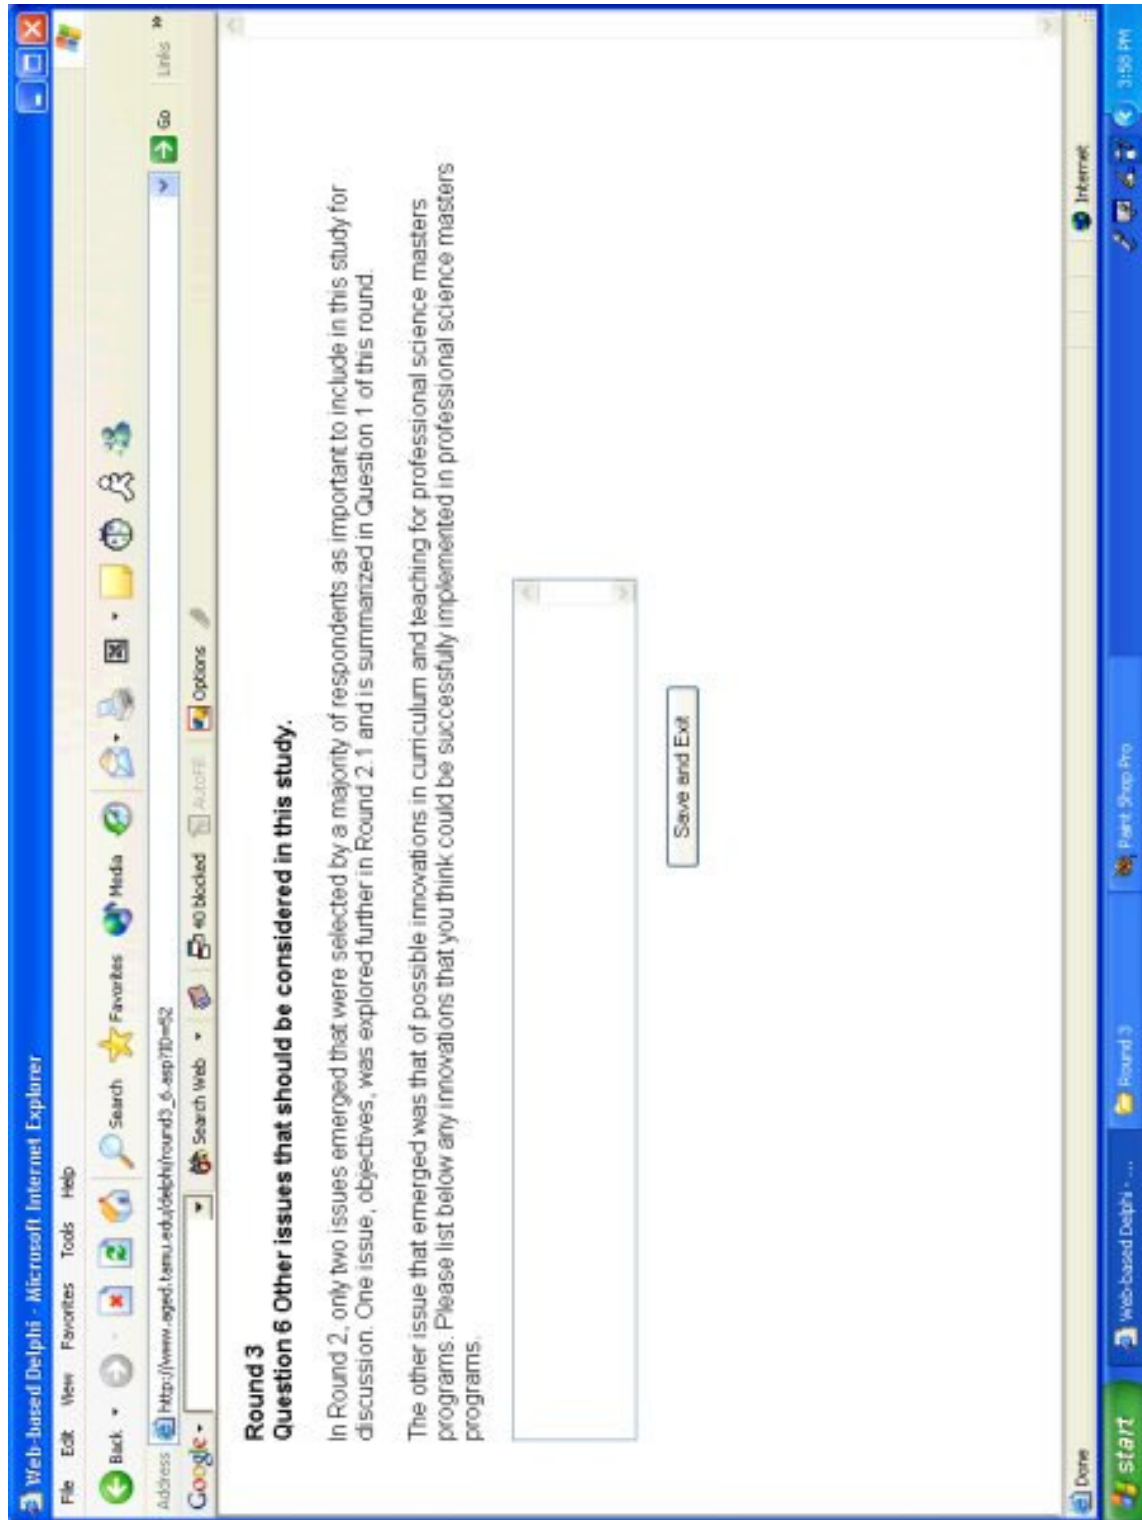 Web-based Delphi - Microsoft Internet Explorer
File Edit View Favorites Tools Help
Back Search Favorites Media
Address http://www.aged.tamu.edu/delphi/round3_6.asp?ID=52 Go Links »
Google Search Web 40 blocked AutoFill Options
Round 3
Question 6 Other issues that should be considered in this study.
In Round 2, only two issues emerged that were selected by a majority of respondents as important to include in this study for
discussion. One issue, objectives, was explored further in Round 2.1 and is summarized in Question 1 of this round.
The other issue that emerged was that of possible innovations in curriculum and teaching for professional science masters
programs. Please list below any innovations that you think could be successfully implemented in professional science masters
programs.
Save and Exit
Done Internet
start Web-based Delphi - ... Round 3 Paint Shop Pro 3:58 PM